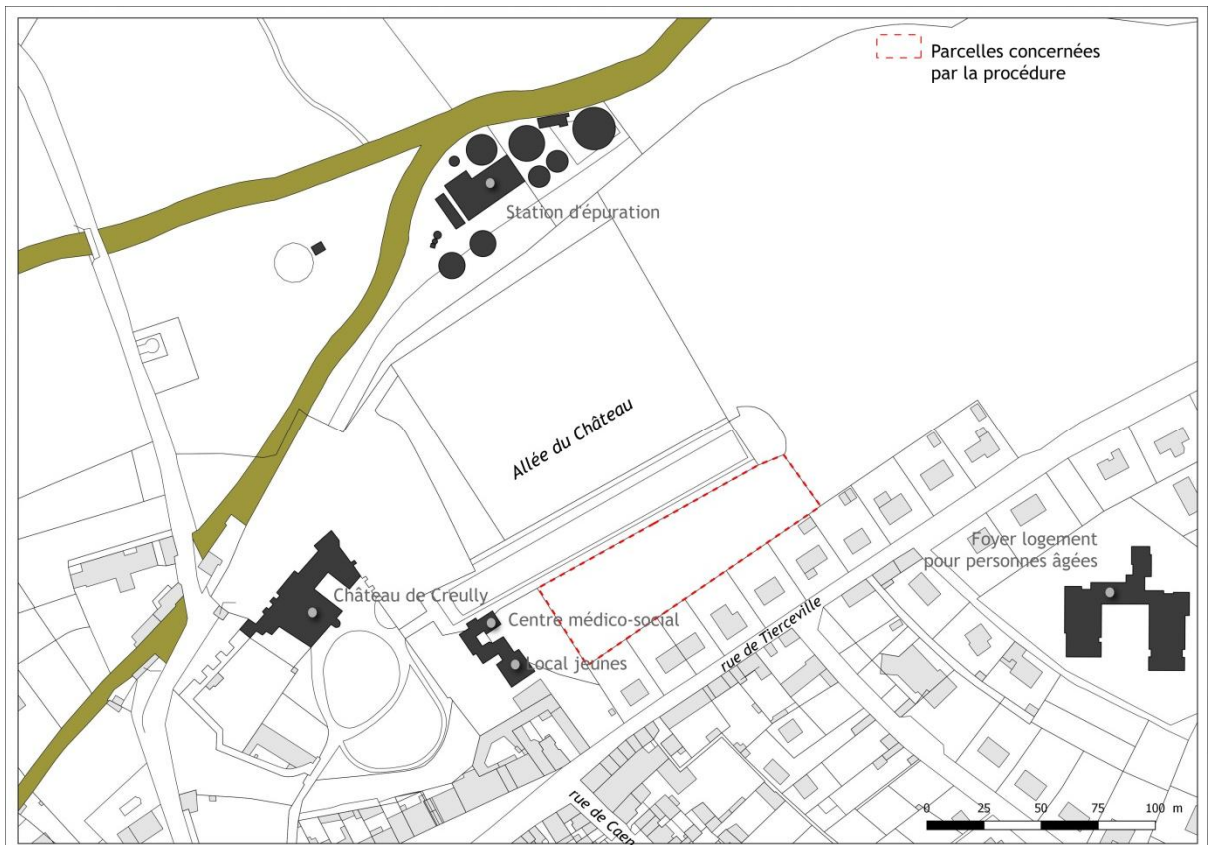 Parcelles concernées
par la procédure
Station d'épuration
Allée du Château
Foyer logement
pour personnes âgées
Château de Creully
Centre médico-social
Local jeunes
rue de Tierceville
rue de Caen
0 25 50 75 100 m